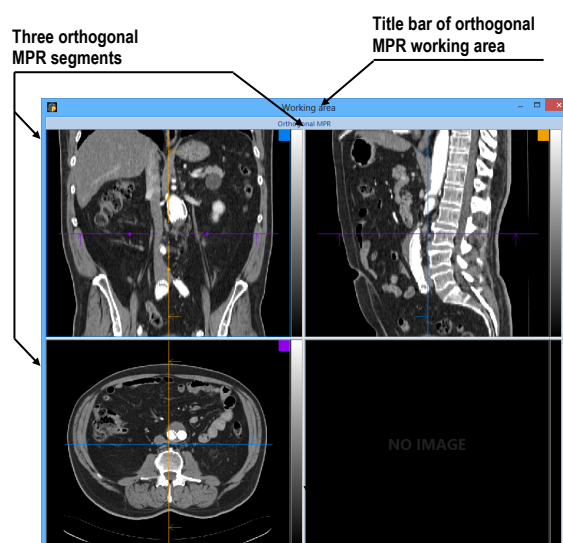 Three orthogonal
MPR segments
Title bar of orthogonal
MPR working area
Working area
Orthogonal MPR
NO IMAGE